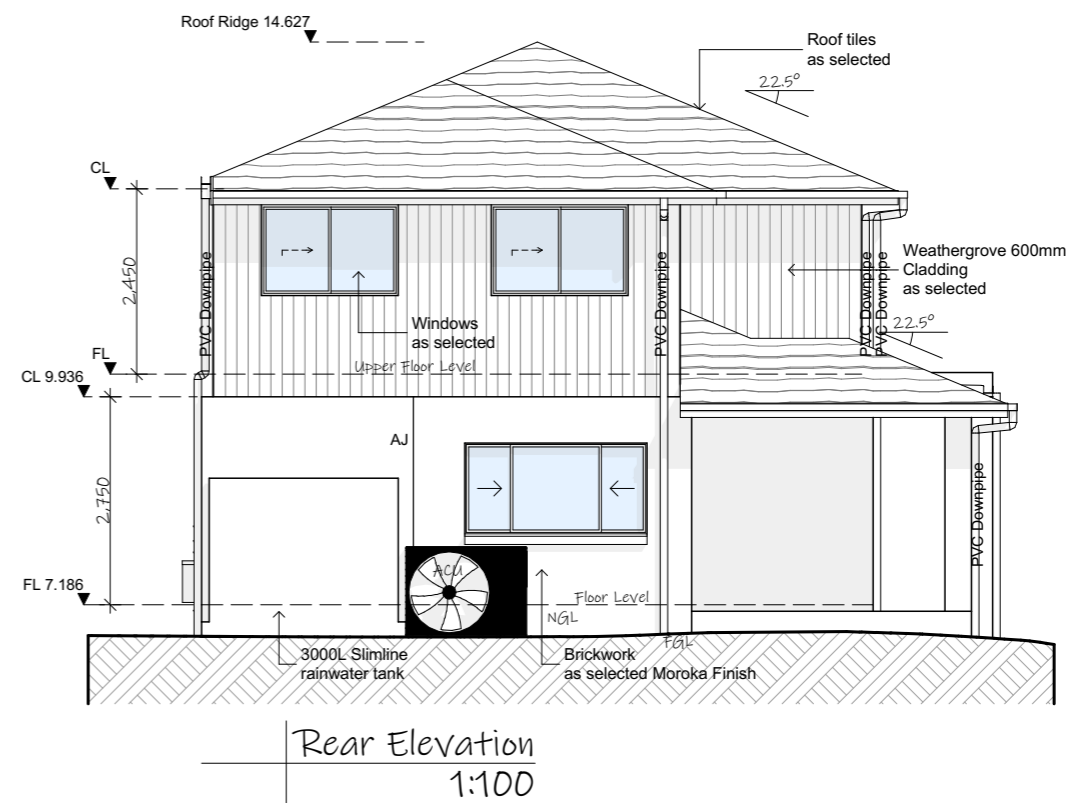 Roof Ridge 14.627
Roof tiles
as selected
22.5°
CL
2,450
PVC Downpipe
PVC Downpipe
PVC Downpipe
PVC Downpipe
Weathergrove 600mm
Cladding
as selected
22.5°
Windows
as selected
FL
Upper Floor Level
CL 9.936
AJ
2,750
PVC Downpipe
ACU
FL 7.186
Floor Level
NGL
FGL
3000L Slimline
rainwater tank
Brickwork
as selected Moroka Finish
Rear Elevation
1:100